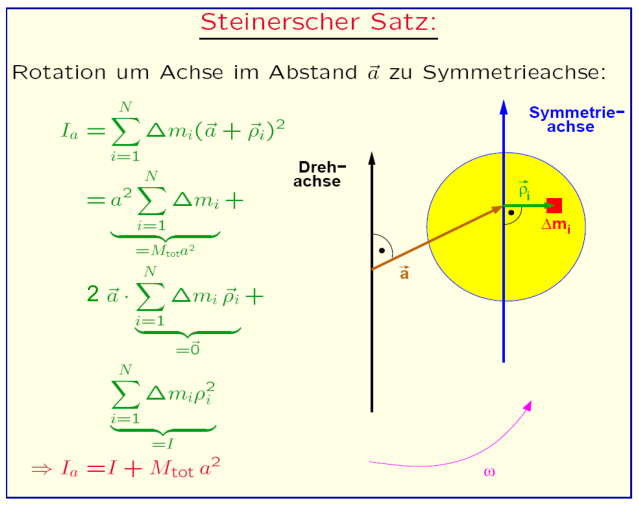 Steinerscher Satz:
Rotation um Achse im Abstand $\vec{a}$ zu Symmetrieachse:
$I_a = \sum_{i=1}^{N} \Delta m_i (\vec{a} + \vec{\rho}_i)^2$
$= \underbrace{a^2 \sum_{i=1}^{N} \Delta m_i}_{=M_{\text{tot}} a^2} +$
$2\ \vec{a} \cdot \underbrace{\sum_{i=1}^{N} \Delta m_i\, \vec{\rho}_i}_{=\vec{0}} +$
$\underbrace{\sum_{i=1}^{N} \Delta m_i \rho_i^2}_{=I}$
$\Rightarrow I_a = I + M_{\text{tot}}\, a^2$
Dreh–
achse
Symmetrie–
achse
$\vec{\rho}_i$
$\Delta m_i$
$\vec{a}$
ω